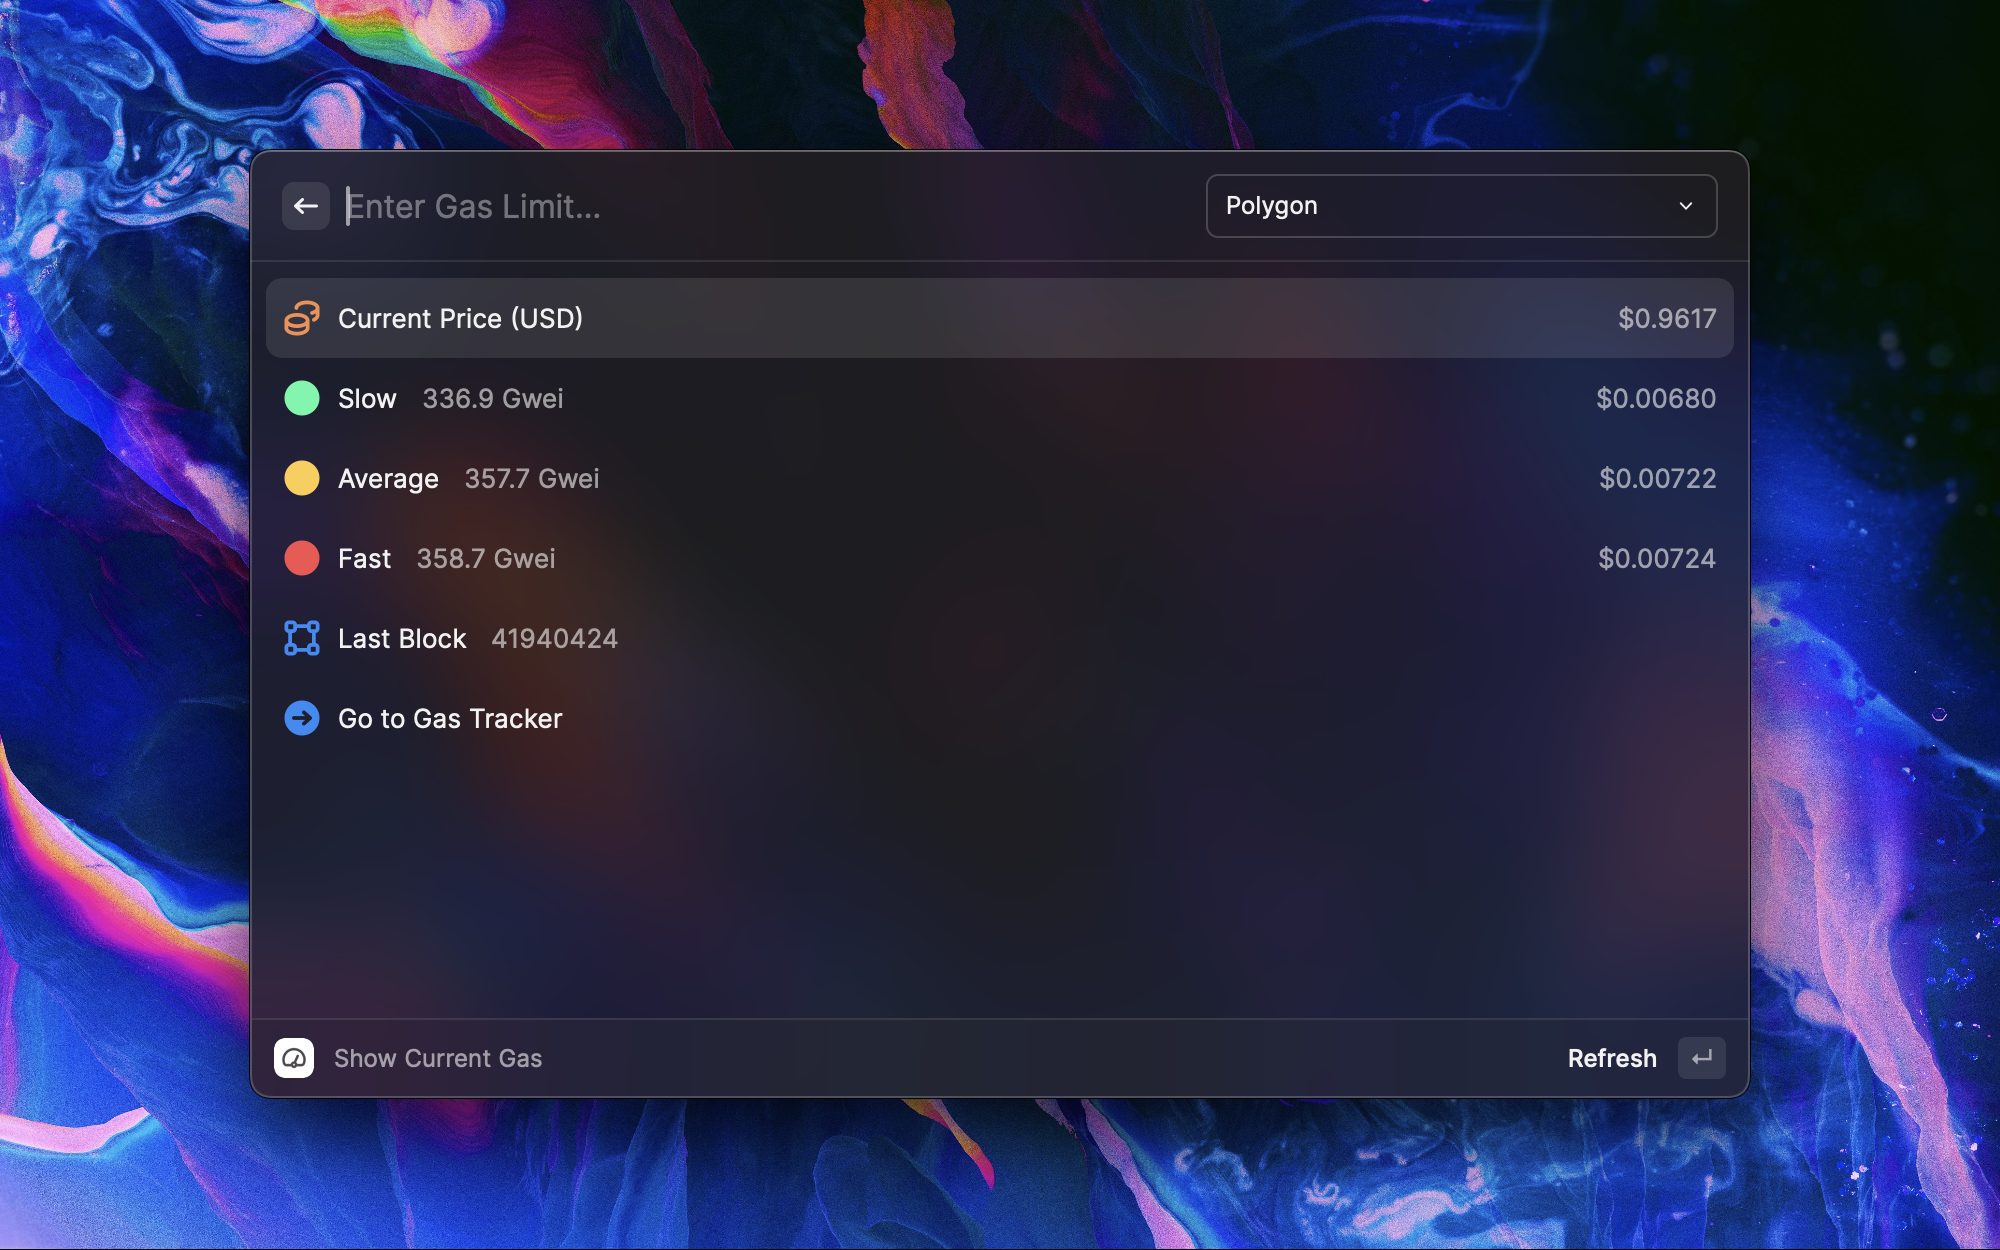 Enter Gas Limit...
Polygon
Current Price (USD) $0.9617
Slow 336.9 Gwei $0.00680
Average 357.7 Gwei $0.00722
Fast 358.7 Gwei $0.00724
Last Block 41940424
Go to Gas Tracker
Show Current Gas
Refresh